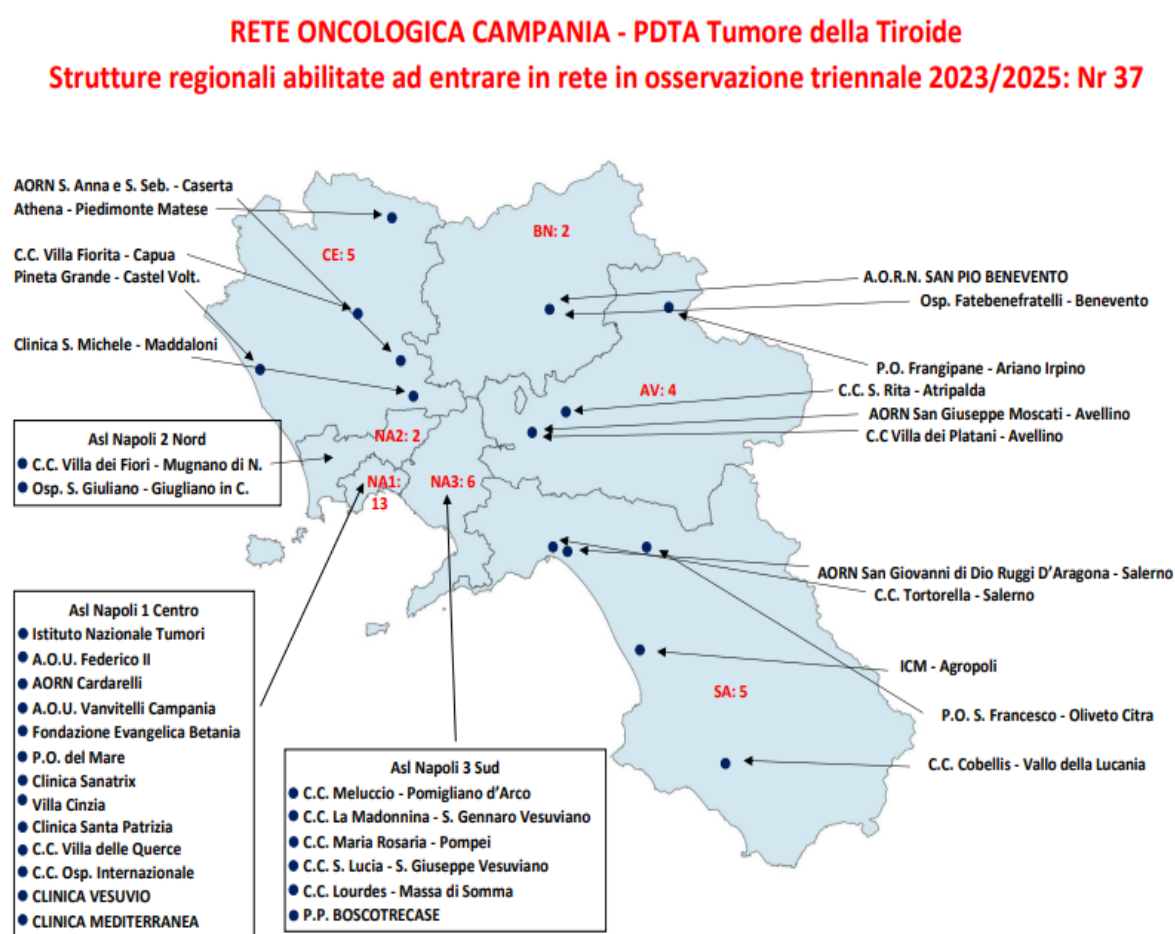 RETE ONCOLOGICA CAMPANIA - PDTA Tumore della Tiroide
Strutture regionali abilitate ad entrare in rete in osservazione triennale 2023/2025: Nr 37
AORN S. Anna e S. Seb. - Caserta
Athena - Piedimonte Matese
C.C. Villa Fiorita - Capua
Pineta Grande - Castel Volt.
Clinica S. Michele - Maddaloni
CE: 5
BN: 2
A.O.R.N. SAN PIO BENEVENTO
Osp. Fatebenefratelli - Benevento
P.O. Frangipane - Ariano Irpino
AV: 4
C.C. S. Rita - Atripalda
AORN San Giuseppe Moscati - Avellino
C.C Villa dei Platani - Avellino
Asl Napoli 2 Nord
C.C. Villa dei Fiori - Mugnano di N.
Osp. S. Giuliano - Giugliano in C.
NA2: 2
NA1:
13
NA3: 6
AORN San Giovanni di Dio Ruggi D'Aragona - Salerno
C.C. Tortorella - Salerno
ICM - Agropoli
SA: 5
P.O. S. Francesco - Oliveto Citra
C.C. Cobellis - Vallo della Lucania
Asl Napoli 1 Centro
Istituto Nazionale Tumori
A.O.U. Federico II
AORN Cardarelli
A.O.U. Vanvitelli Campania
Fondazione Evangelica Betania
P.O. del Mare
Clinica Sanatrix
Villa Cinzia
Clinica Santa Patrizia
C.C. Villa delle Querce
C.C. Osp. Internazionale
CLINICA VESUVIO
CLINICA MEDITERRANEA
Asl Napoli 3 Sud
C.C. Meluccio - Pomigliano d'Arco
C.C. La Madonnina - S. Gennaro Vesuviano
C.C. Maria Rosaria - Pompei
C.C. S. Lucia - S. Giuseppe Vesuviano
C.C. Lourdes - Massa di Somma
P.P. BOSCOTRECASE